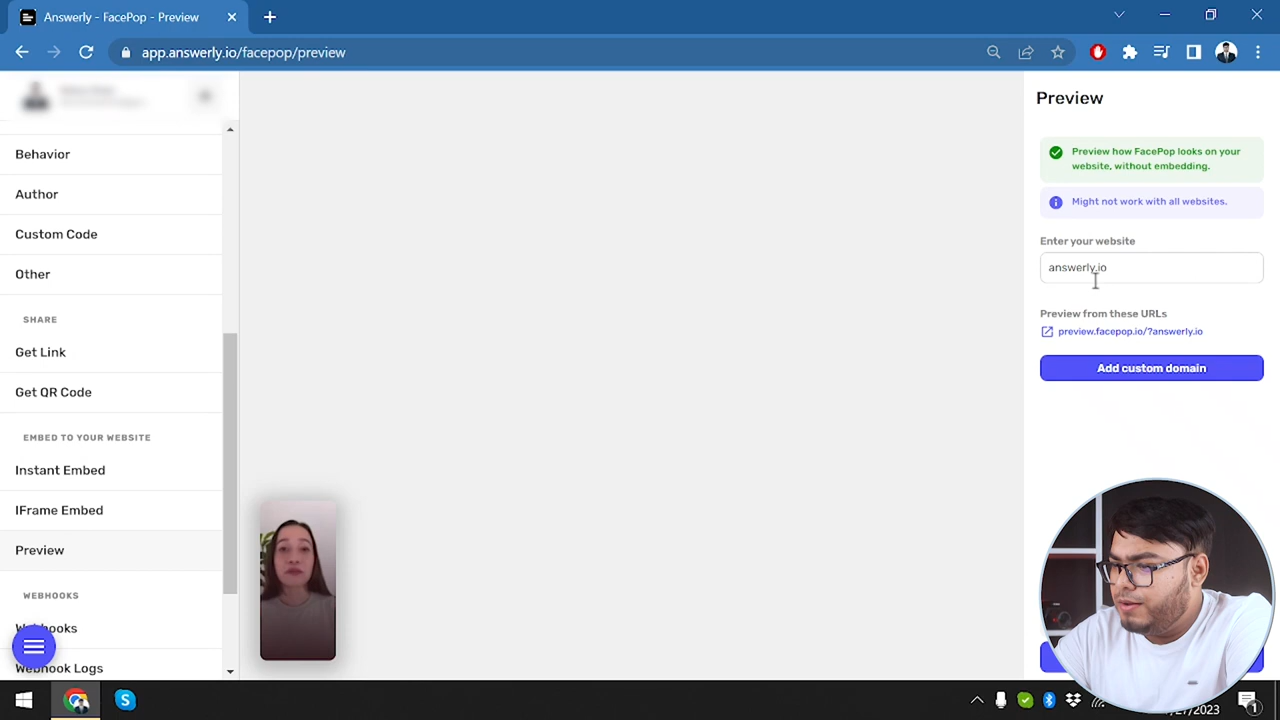 Answerly - FacePop - Preview
app.answerly.io/facepop/preview
Behavior
Author
Custom Code
Other
SHARE
Get Link
Get QR Code
EMBED TO YOUR WEBSITE
Instant Embed
IFrame Embed
Preview
WEBHOOKS
Webhook Logs
Preview
Preview how FacePop looks on your
website, without embedding.
Might not work with all websites.
Enter your website
answerly.io
Preview from these URLs
preview.facepop.io/?answerly.io
Add custom domain
1